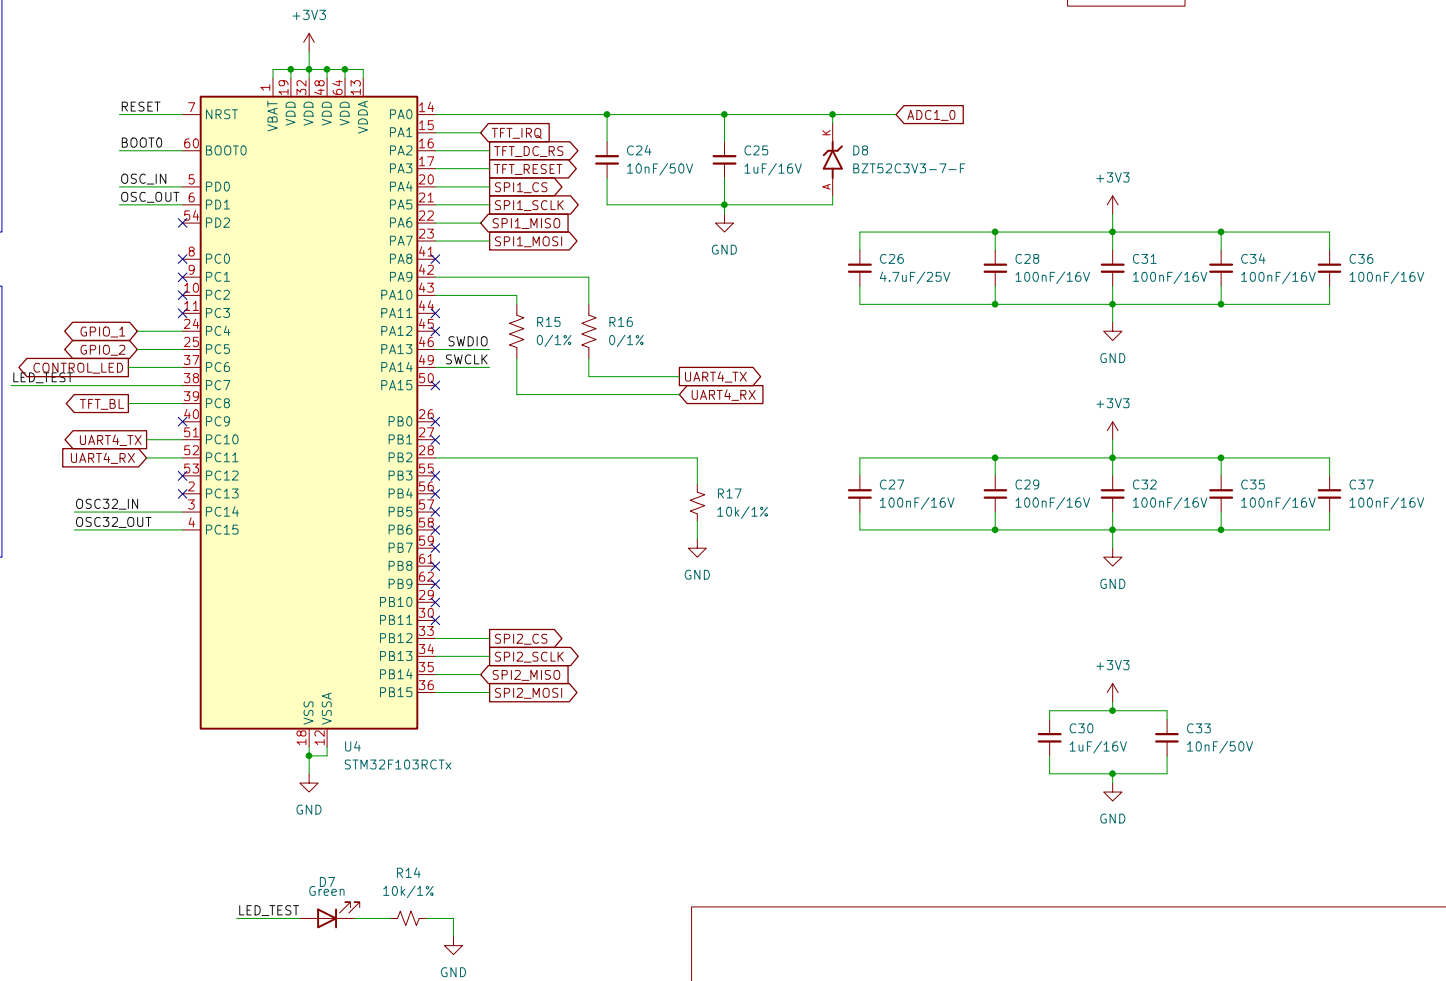 +3V3
1
19
32
48
64
13
VBAT
VDD
VDD
VDD
VDD
VDDA
RESET
7
NRST
BOOT0
60
BOOT0
OSC_IN
5
PD0
OSC_OUT
6
PD1
54
PD2
8
PC0
9
PC1
10
PC2
11
PC3
GPIO_1
24
PC4
GPIO_2
25
PC5
CONTROL_LED
37
PC6
LED_TEST
38
PC7
TFT_BL
39
PC8
40
PC9
UART4_TX
51
PC10
UART4_RX
52
PC11
53
PC12
2
PC13
OSC32_IN
3
PC14
OSC32_OUT
4
PC15
PA0
14
ADC1_0
PA1
15
TFT_IRQ
PA2
16
TFT_DC_RS
PA3
17
TFT_RESET
PA4
20
SPI1_CS
PA5
21
SPI1_SCLK
PA6
22
SPI1_MISO
PA7
23
SPI1_MOSI
PA8
41
PA9
42
PA10
43
PA11
44
PA12
45
PA13
46
SWDIO
PA14
49
SWCLK
PA15
50
PB0
26
PB1
27
PB2
28
PB3
55
PB4
56
PB5
57
PB6
58
PB7
59
PB8
61
PB9
62
PB10
29
PB11
30
PB12
33
SPI2_CS
PB13
34
SPI2_SCLK
PB14
35
SPI2_MISO
PB15
36
SPI2_MOSI
VSS
VSSA
18
12
U4
STM32F103RCTx
GND
C24
10nF/50V
C25
1uF/16V
K
A
D8
BZT52C3V3-7-F
GND
R15
0/1%
R16
0/1%
UART4_TX
UART4_RX
R17
10k/1%
GND
+3V3
C26
4.7uF/25V
C28
100nF/16V
C31
100nF/16V
C34
100nF/16V
C36
100nF/16V
GND
+3V3
C27
100nF/16V
C29
100nF/16V
C32
100nF/16V
C35
100nF/16V
C37
100nF/16V
GND
+3V3
C30
1uF/16V
C33
10nF/50V
GND
LED_TEST
D7
Green
R14
10k/1%
GND